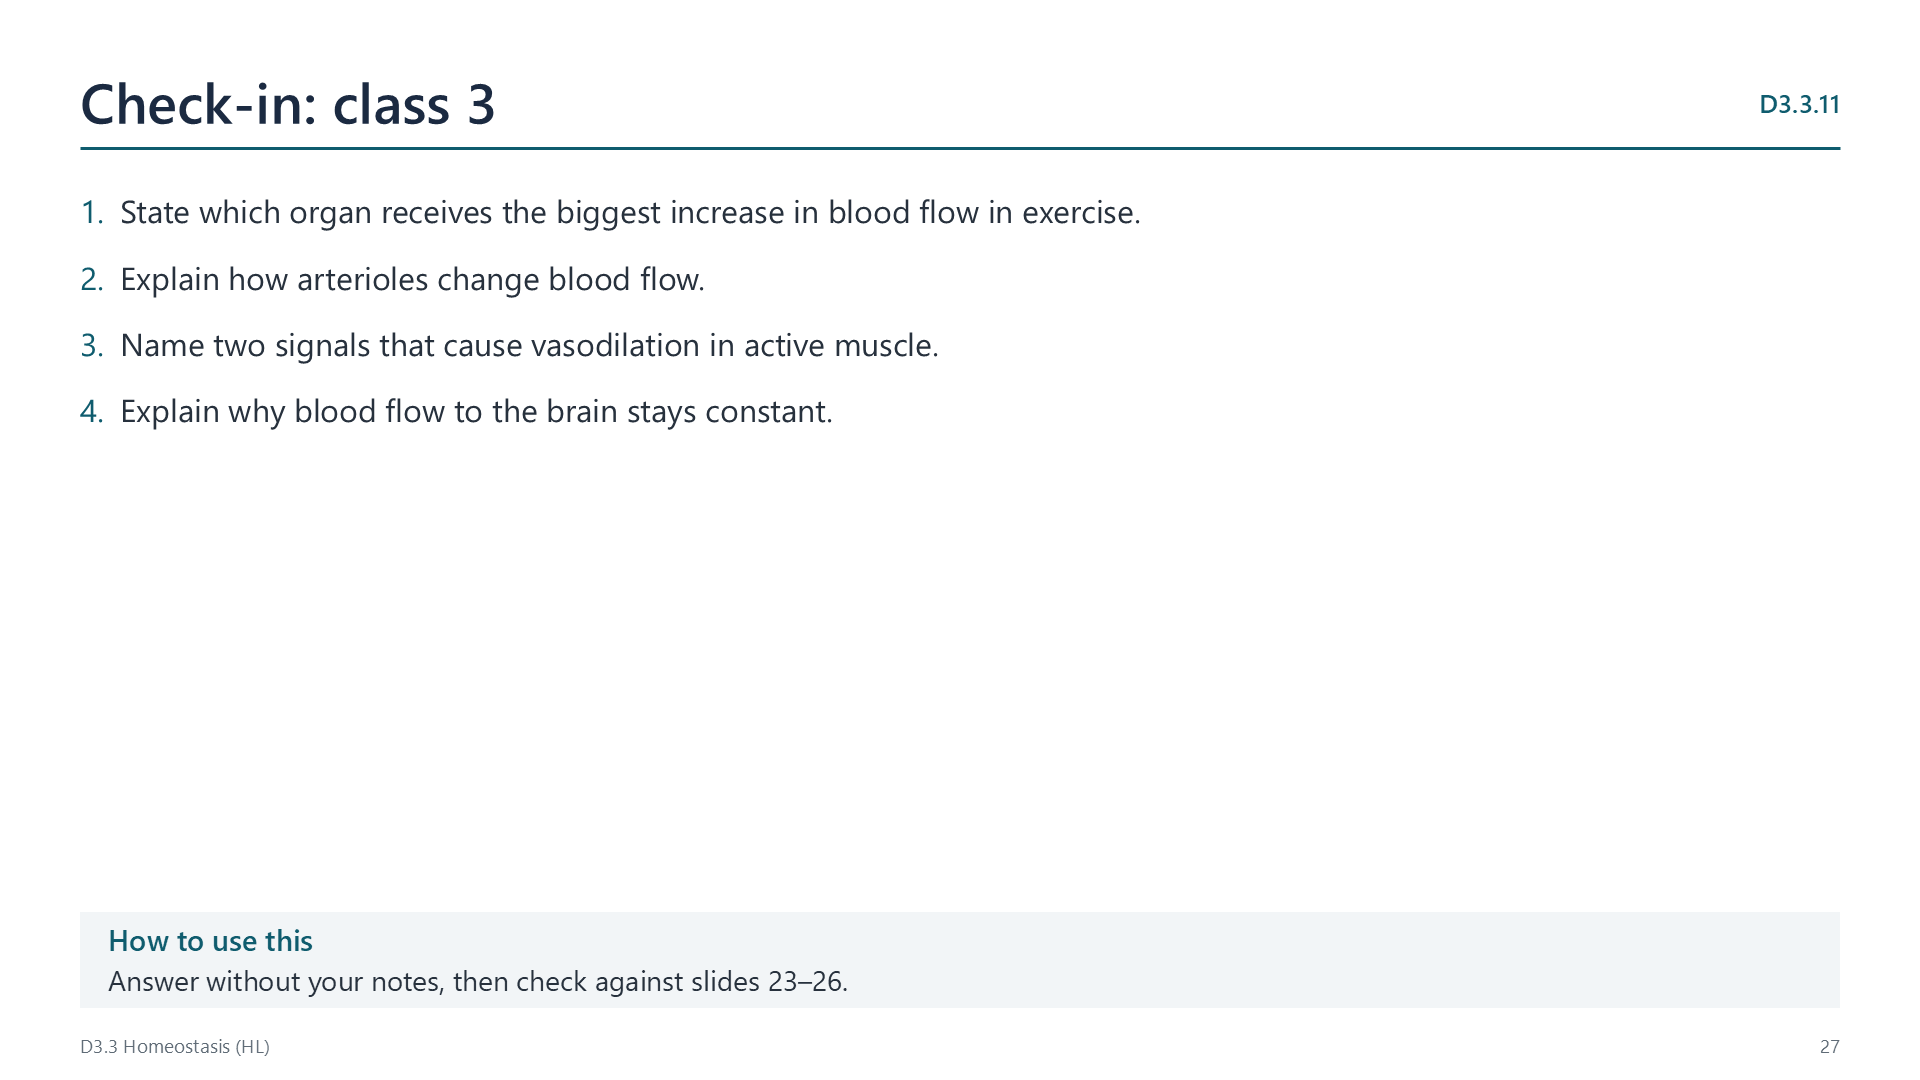 Check-in: class 3
D3.3.11
1. State which organ receives the biggest increase in blood flow in exercise.
2. Explain how arterioles change blood flow.
3. Name two signals that cause vasodilation in active muscle.
4. Explain why blood flow to the brain stays constant.
How to use this
Answer without your notes, then check against slides 23–26.
D3.3 Homeostasis (HL)
27